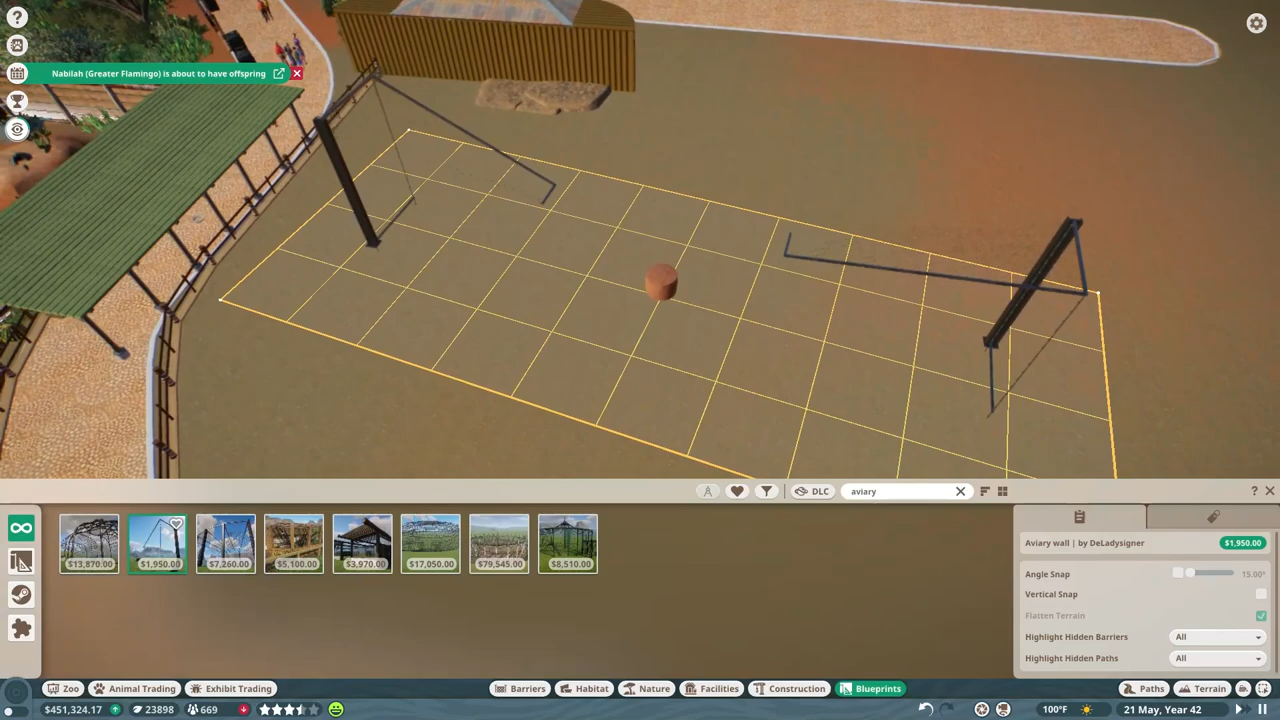 ?
Nabilah (Greater Flamingo) is about to have offspring
DLC
aviary
?
$13,870.00
$1,950.00
$7,260.00
$5,100.00
$3,970.00
$17,050.00
$79,545.00
$8,510.00
Aviary wall | by DeLadysigner
$1,950.00
Angle Snap
15.00°
Vertical Snap
Flatten Terrain
Highlight Hidden Barriers
All
Highlight Hidden Paths
All
Zoo
Animal Trading
Exhibit Trading
Barriers
Habitat
Nature
Facilities
Construction
Blueprints
Paths
Terrain
$451,324.17
23898
669
100°F
21 May, Year 42